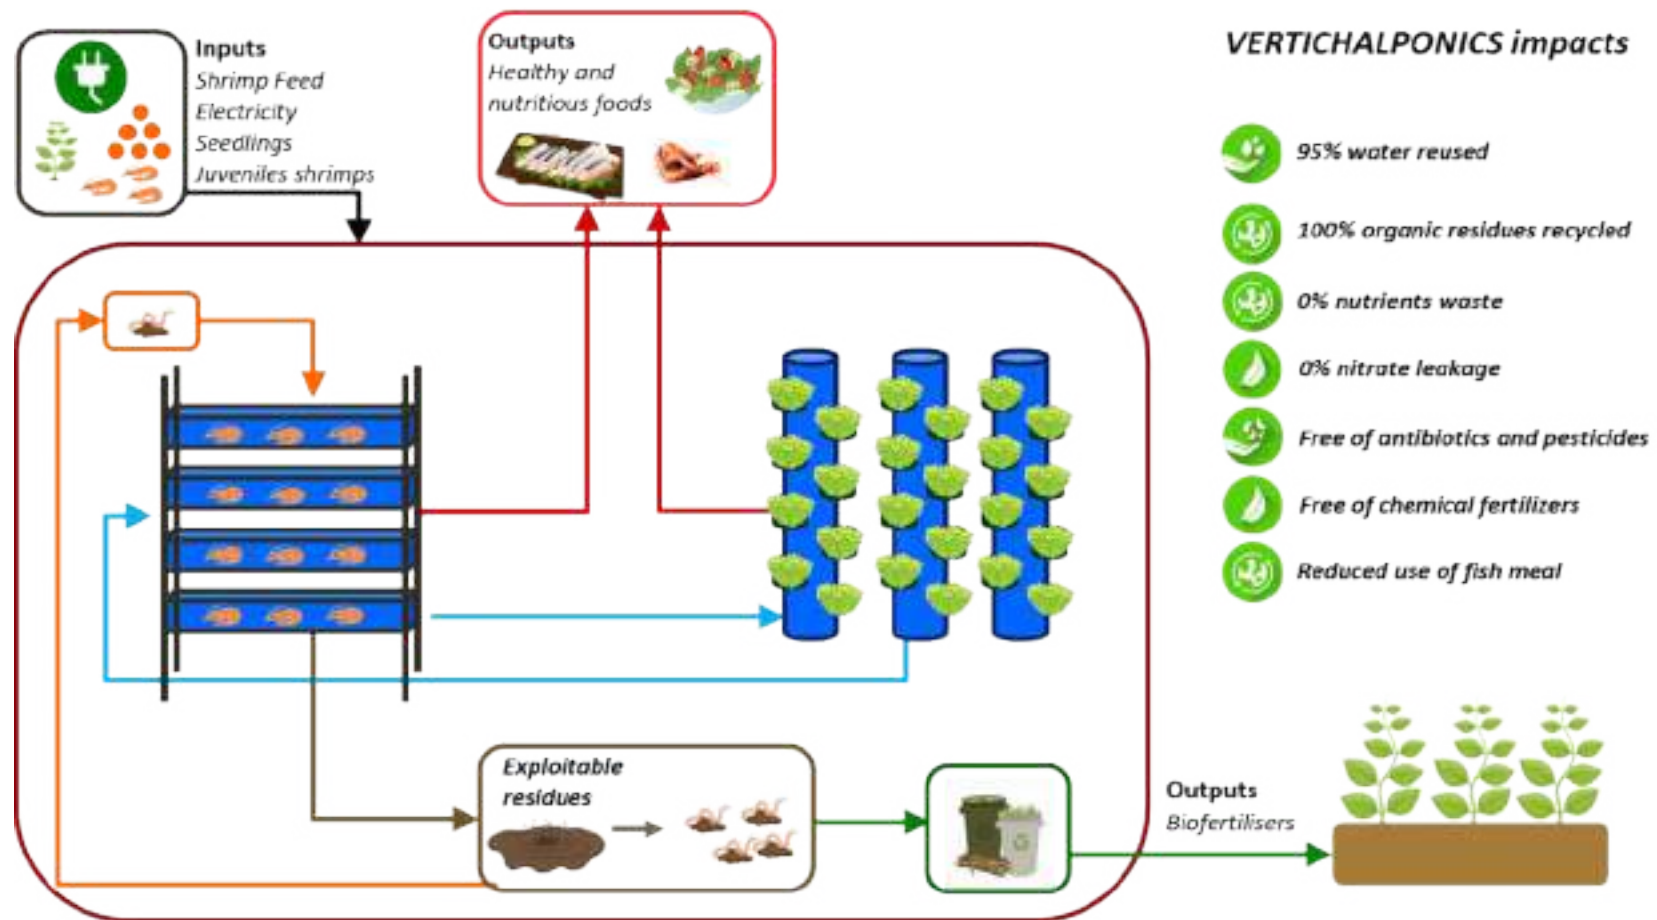 Inputs
Shrimp Feed
Electricity
Seedlings
Juveniles shrimps
Outputs
Healthy and
nutritious foods
VERTICHALPONICS impacts
95% water reused
100% organic residues recycled
0% nutrients waste
0% nitrate leakage
Free of antibiotics and pesticides
Free of chemical fertilizers
Reduced use of fish meal
Exploitable
residues
Outputs
Biofertilisers